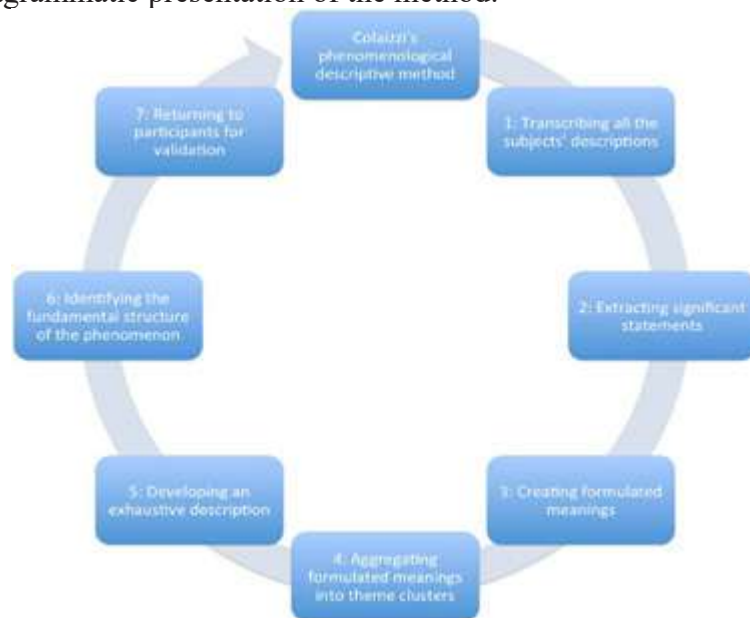 agrammatic presentation of the method.
Colaizzi's
phenomenological
descriptive method
1: Transcribing all the
subjects' descriptions
2: Extracting significant
statements
3: Creating formulated
meanings
4: Aggregating
formulated meanings
into theme clusters
5: Developing an
exhaustive description
6: Identifying the
fundamental structure
of the phenomenon
7: Returning to
participants for
validation